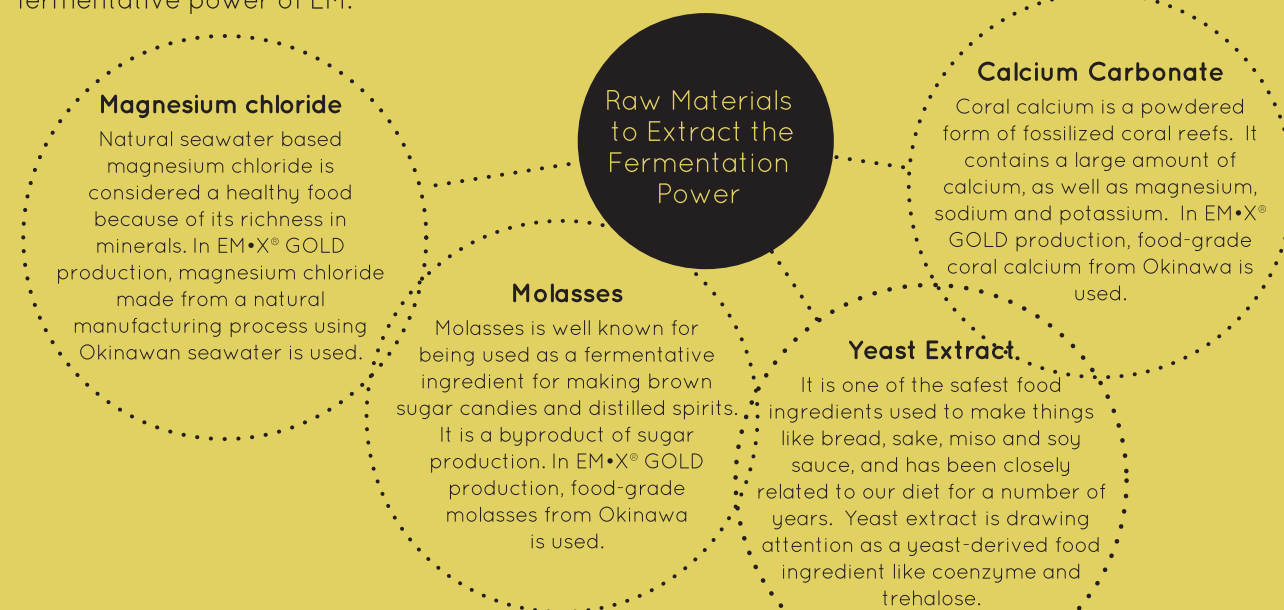 fermentative power of EM.
Raw Materials
to Extract the
Fermentation
Power
Magnesium chloride
Natural seawater based
magnesium chloride is
considered a healthy food
because of its richness in
minerals. In EM•X® GOLD
production, magnesium chloride
made from a natural
manufacturing process using
Okinawan seawater is used.
Molasses
Molasses is well known for
being used as a fermentative
ingredient for making brown
sugar candies and distilled spirits.
It is a byproduct of sugar
production. In EM•X® GOLD
production, food-grade
molasses from Okinawa
is used.
Yeast Extract
It is one of the safest food
ingredients used to make things
like bread, sake, miso and soy
sauce, and has been closely
related to our diet for a number of
years.  Yeast extract is drawing
attention as a yeast-derived food
ingredient like coenzyme and
trehalose.
Calcium Carbonate
Coral calcium is a powdered
form of fossilized coral reefs.  It
contains a large amount of
calcium, as well as magnesium,
sodium and potassium.  In EM•X®
GOLD production, food-grade
coral calcium from Okinawa is
used.